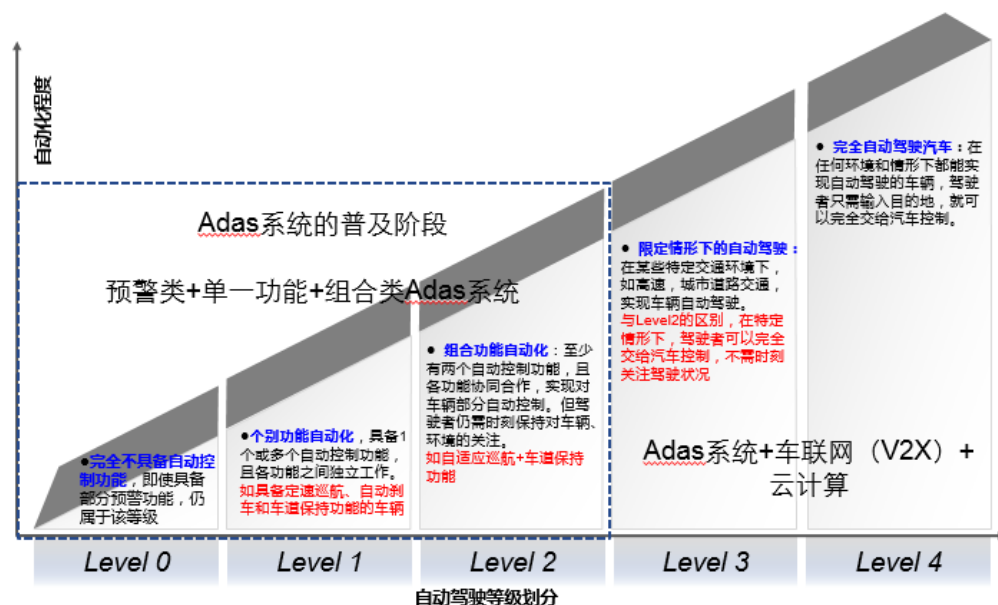 自动化程度
Adas系统的普及阶段
预警类+单一功能+组合类Adas系统
●完全不具备自动控
制功能，即使具备
部分预警功能，仍
属于该等级
●个别功能自动化，具备1
个或多个自动控制功能，
且各功能之间独立工作。
如具备定速巡航、自动刹
车和车道保持功能的车辆
● 组合功能自动化：至少
有两个自动控制功能，且
各功能协同合作，实现对
车辆部分自动控制。但驾
驶者仍需时刻保持对车辆、
环境的关注。
如自适应巡航+车道保持
功能
● 限定情形下的自动驾驶：
在某些特定交通环境下，
如高速，城市道路交通，
实现车辆自动驾驶。
与Level2的区别，在特定
情形下，驾驶者可以完全
交给汽车控制，不需时刻
关注驾驶状况
● 完全自动驾驶汽车：在
任何环境和情形下都能实
现自动驾驶的车辆，驾驶
者只需输入目的地，就可
以完全交给汽车控制。
Adas系统+车联网（V2X）+
云计算
Level 0
Level 1
Level 2
Level 3
Level 4
自动驾驶等级划分